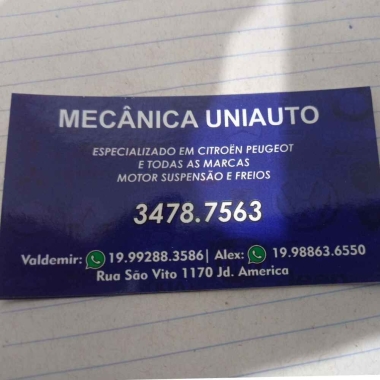 MECÂNICA UNIAUTO
ESPECIALIZADO EM CITROËN PEUGEOT
E TODAS AS MARCAS
MOTOR SUSPENSÃO E FREIOS
3478.7563
Valdemir: 19.99288.3586| Alex: 19.98863.6550
Rua São Vito 1170 Jd. America